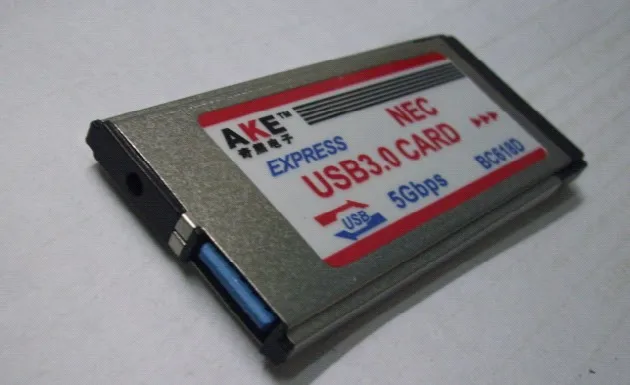 AKE™
EXPRESS
NEC
USB3.0 CARD
USB
5Gbps
BC618D